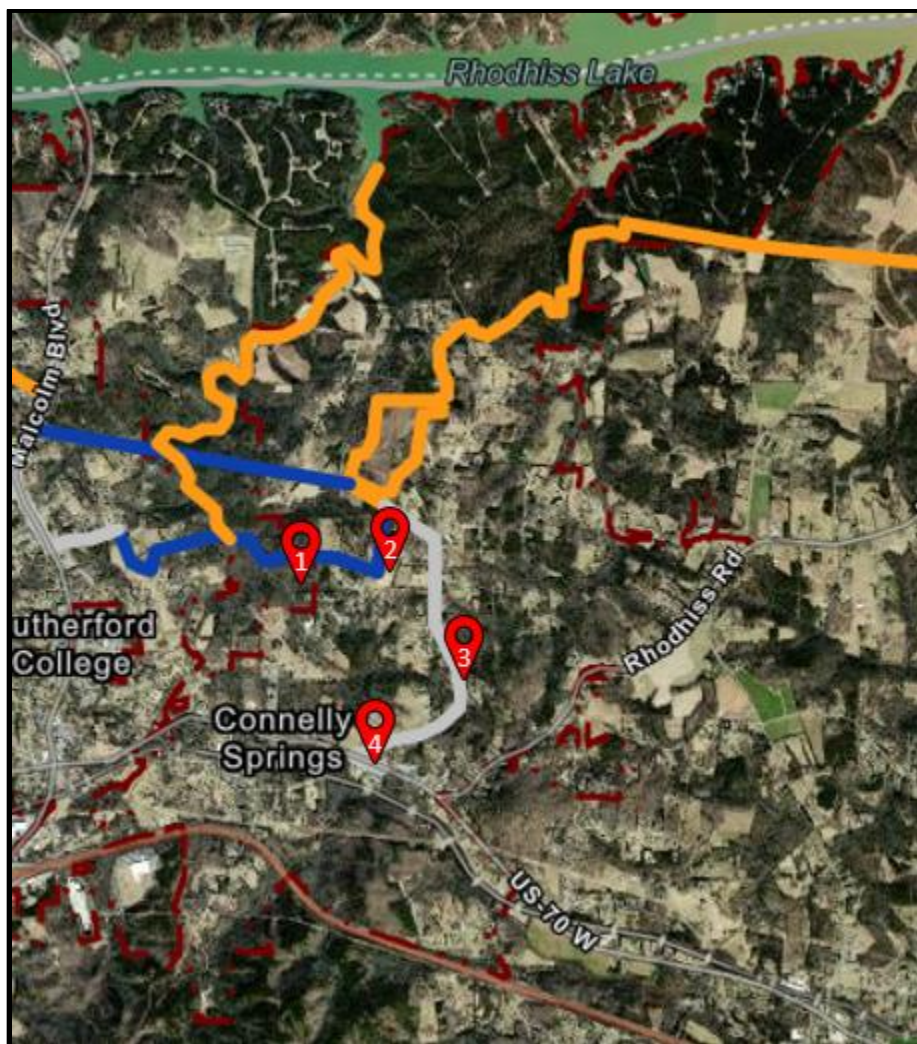 Rhodhiss Lake
Malcolm Blvd
1
2
utherford
College
3
Rhodhiss Rd
Connelly
Springs
4
US-70 W